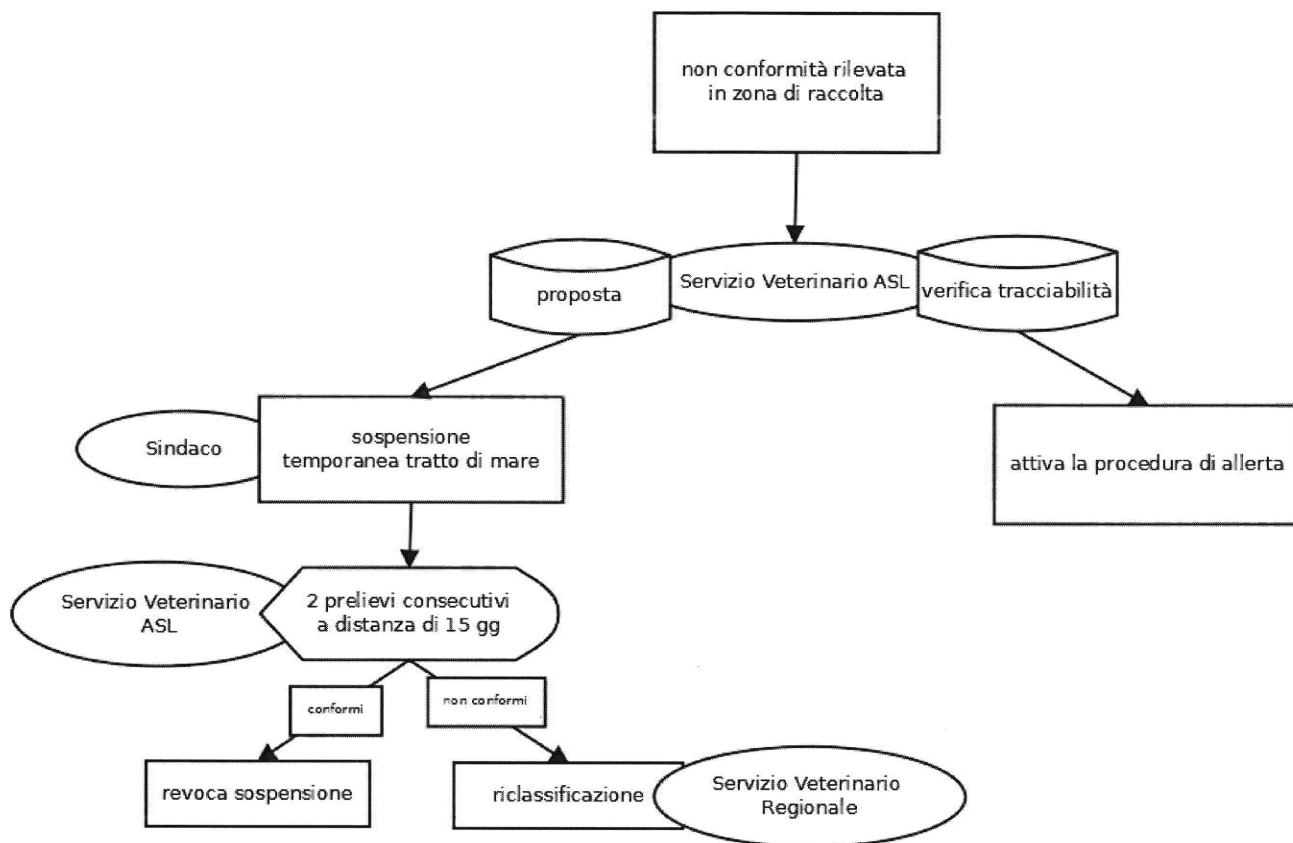 non conformità rilevata
in zona di raccolta
proposta
Servizio Veterinario ASL
verifica tracciabilità
Sindaco
sospensione
temporanea tratto di mare
attiva la procedura di allerta
Servizio Veterinario
ASL
2 prelievi consecutivi
a distanza di 15 gg
conformi
non conformi
revoca sospensione
riclassificazione
Servizio Veterinario
Regionale